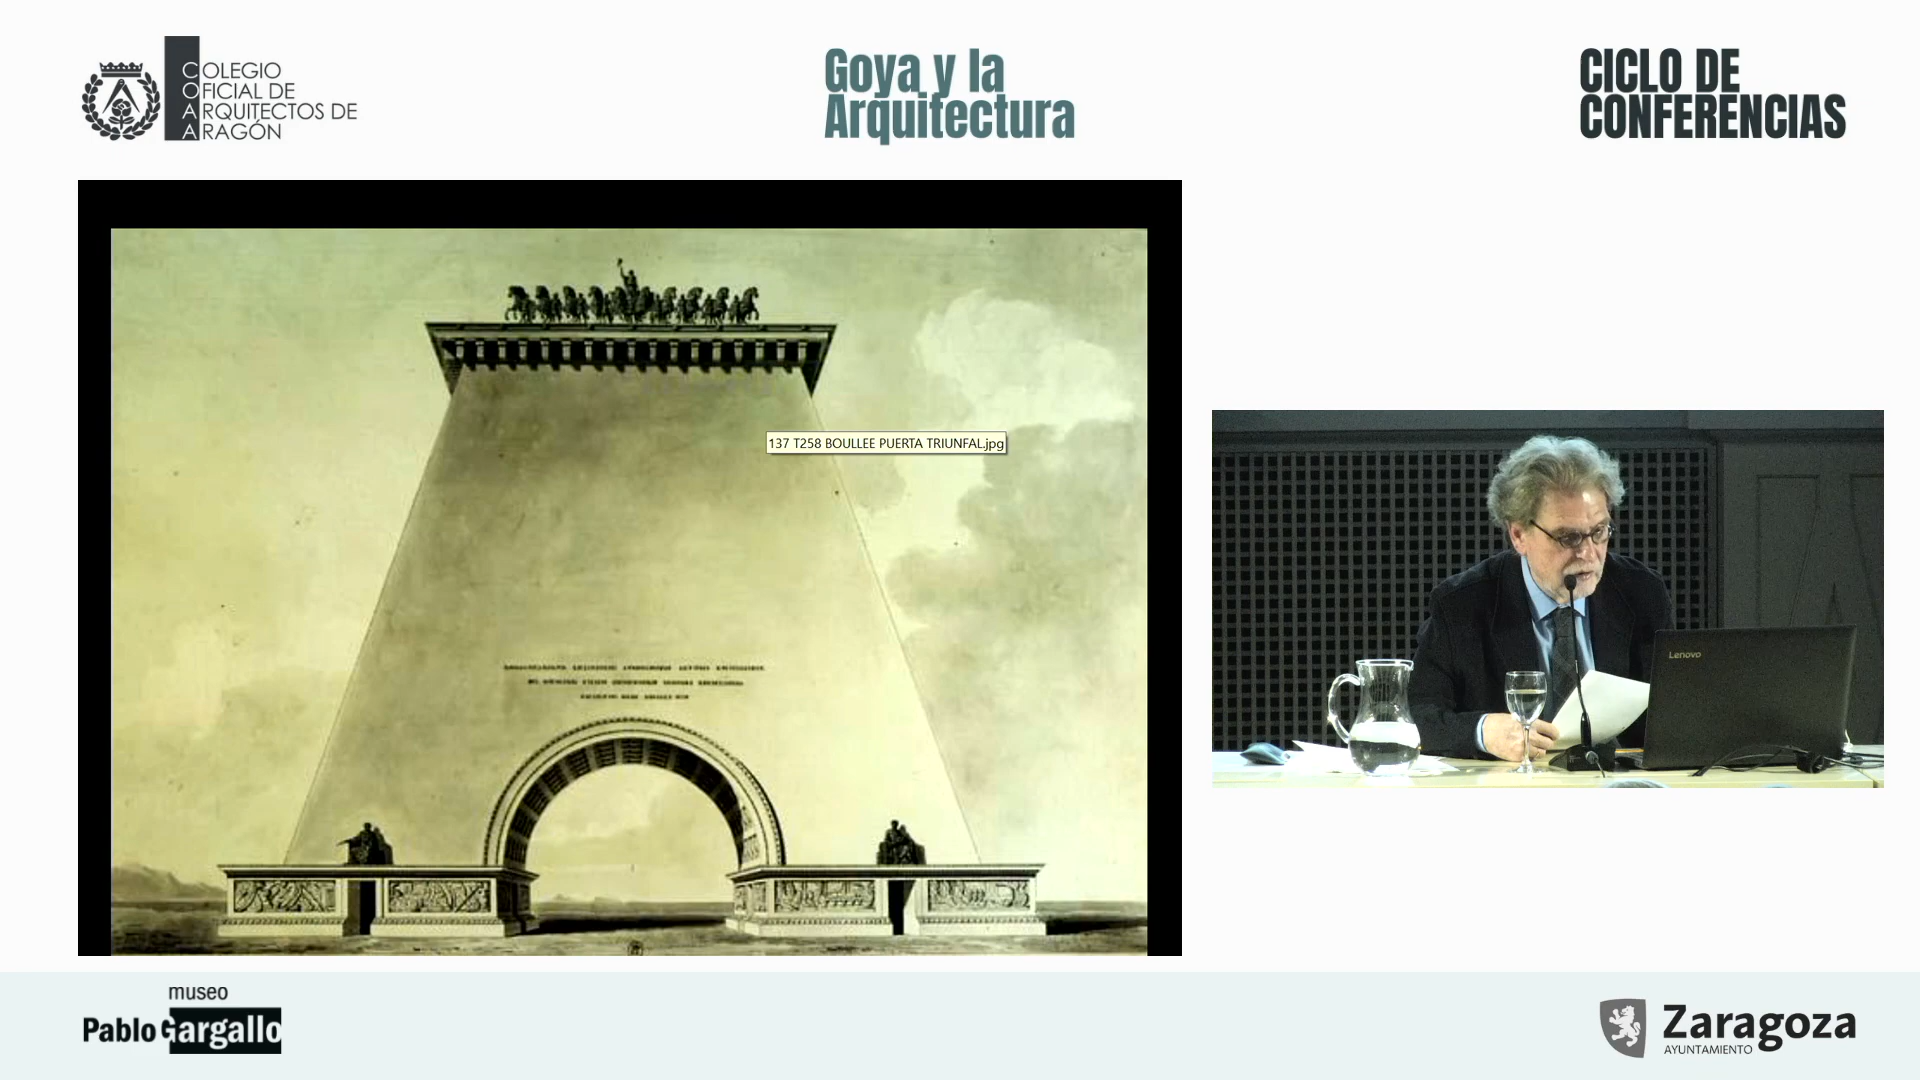 COLEGIO
OFICIAL DE
ARQUITECTOS DE
ARAGÓN
Goya y la
Arquitectura
CICLO DE
CONFERENCIAS
137 T258 BOULLEE PUERTA TRIUNFAL.jpg
Lenovo
museo
Pablo Gargallo
Zaragoza
AYUNTAMIENTO